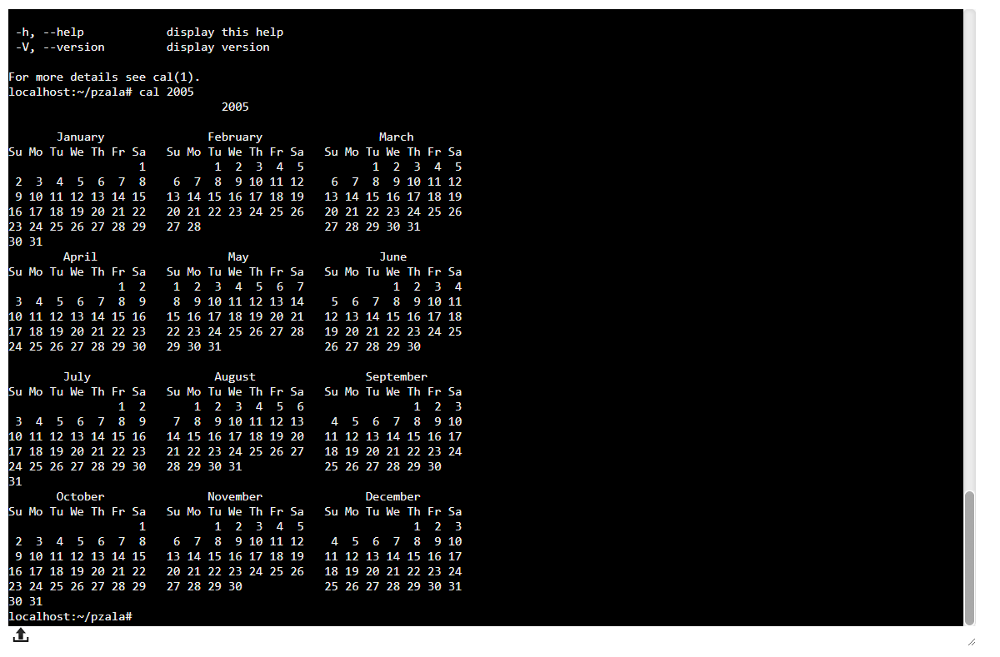 -h, --help            display this help
 -V, --version         display version

For more details see cal(1).
localhost:~/pzala# cal 2005
                               2005

       January               February                 March
Su Mo Tu We Th Fr Sa   Su Mo Tu We Th Fr Sa   Su Mo Tu We Th Fr Sa
                   1          1  2  3  4  5          1  2  3  4  5
 2  3  4  5  6  7  8    6  7  8  9 10 11 12    6  7  8  9 10 11 12
 9 10 11 12 13 14 15   13 14 15 16 17 18 19   13 14 15 16 17 18 19
16 17 18 19 20 21 22   20 21 22 23 24 25 26   20 21 22 23 24 25 26
23 24 25 26 27 28 29   27 28                  27 28 29 30 31
30 31
        April                   May                   June
Su Mo Tu We Th Fr Sa   Su Mo Tu We Th Fr Sa   Su Mo Tu We Th Fr Sa
                1  2    1  2  3  4  5  6  7             1  2  3  4
 3  4  5  6  7  8  9    8  9 10 11 12 13 14    5  6  7  8  9 10 11
10 11 12 13 14 15 16   15 16 17 18 19 20 21   12 13 14 15 16 17 18
17 18 19 20 21 22 23   22 23 24 25 26 27 28   19 20 21 22 23 24 25
24 25 26 27 28 29 30   29 30 31               26 27 28 29 30

        July                  August                September
Su Mo Tu We Th Fr Sa   Su Mo Tu We Th Fr Sa   Su Mo Tu We Th Fr Sa
                1  2       1  2  3  4  5  6                1  2  3
 3  4  5  6  7  8  9    7  8  9 10 11 12 13    4  5  6  7  8  9 10
10 11 12 13 14 15 16   14 15 16 17 18 19 20   11 12 13 14 15 16 17
17 18 19 20 21 22 23   21 22 23 24 25 26 27   18 19 20 21 22 23 24
24 25 26 27 28 29 30   28 29 30 31            25 26 27 28 29 30
31
       October               November               December
Su Mo Tu We Th Fr Sa   Su Mo Tu We Th Fr Sa   Su Mo Tu We Th Fr Sa
                   1          1  2  3  4  5                1  2  3
 2  3  4  5  6  7  8    6  7  8  9 10 11 12    4  5  6  7  8  9 10
 9 10 11 12 13 14 15   13 14 15 16 17 18 19   11 12 13 14 15 16 17
16 17 18 19 20 21 22   20 21 22 23 24 25 26   18 19 20 21 22 23 24
23 24 25 26 27 28 29   27 28 29 30            25 26 27 28 29 30 31
30 31
localhost:~/pzala#